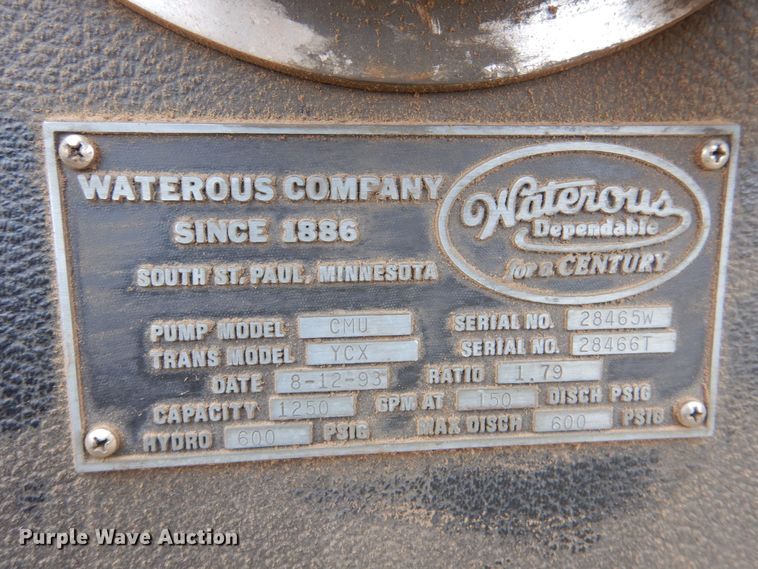 WATEROUS COMPANY
SINCE 1886
SOUTH ST. PAUL, MINNESOTA
Waterous
Dependable
for a CENTURY
PUMP MODEL CMU SERIAL NO. 28465W
TRANS MODEL YCX SERIAL NO. 28466T
DATE 8-12-93 RATIO 1.79
CAPACITY 1250 GPM AT 150 DISCH PSIG
HYDRO 600 PSIG MAX DISCH 600 PSIG
Purple Wave Auction®